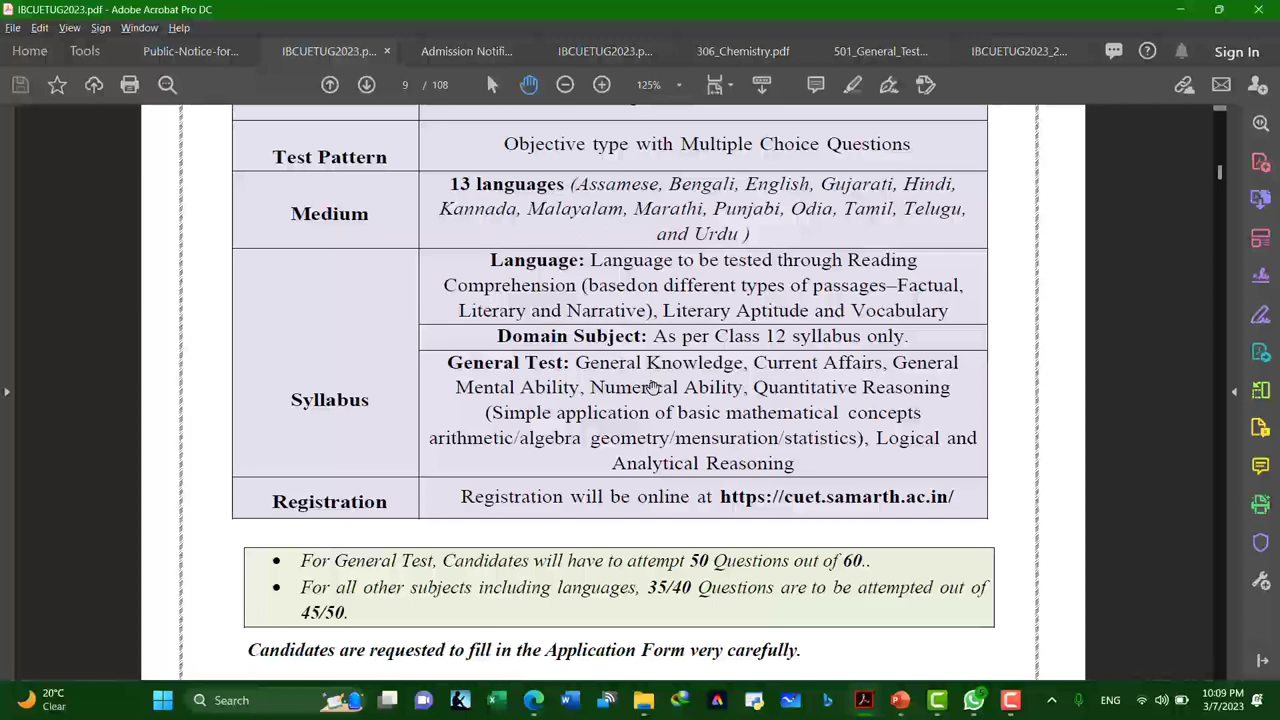 IBCUETUG2023.pdf - Adobe Acrobat Pro DC
File Edit View Sign Window Help
Home Tools Public-Notice-for-... IBCUETUG2023.p... Admission Notifi... IBCUETUG2023.p... 306_Chemistry.pdf 501_General_Test... IBCUETUG2023_2... Sign In
9 / 108 125%
Test Pattern
Objective type with Multiple Choice Questions
Medium
13 languages (Assamese, Bengali, English, Gujarati, Hindi,
Kannada, Malayalam, Marathi, Punjabi, Odia, Tamil, Telugu,
and Urdu )
Syllabus
Language: Language to be tested through Reading
Comprehension (basedon different types of passages–Factual,
Literary and Narrative), Literary Aptitude and Vocabulary
Domain Subject: As per Class 12 syllabus only.
General Test: General Knowledge, Current Affairs, General
Mental Ability, Numerical Ability, Quantitative Reasoning
(Simple application of basic mathematical concepts
arithmetic/algebra geometry/mensuration/statistics), Logical and
Analytical Reasoning
Registration
Registration will be online at https://cuet.samarth.ac.in/
• For General Test, Candidates will have to attempt 50 Questions out of 60..
• For all other subjects including languages, 35/40 Questions are to be attempted out of
45/50.
Candidates are requested to fill in the Application Form very carefully.
20°C
Clear
Search
ENG
10:09 PM
3/7/2023